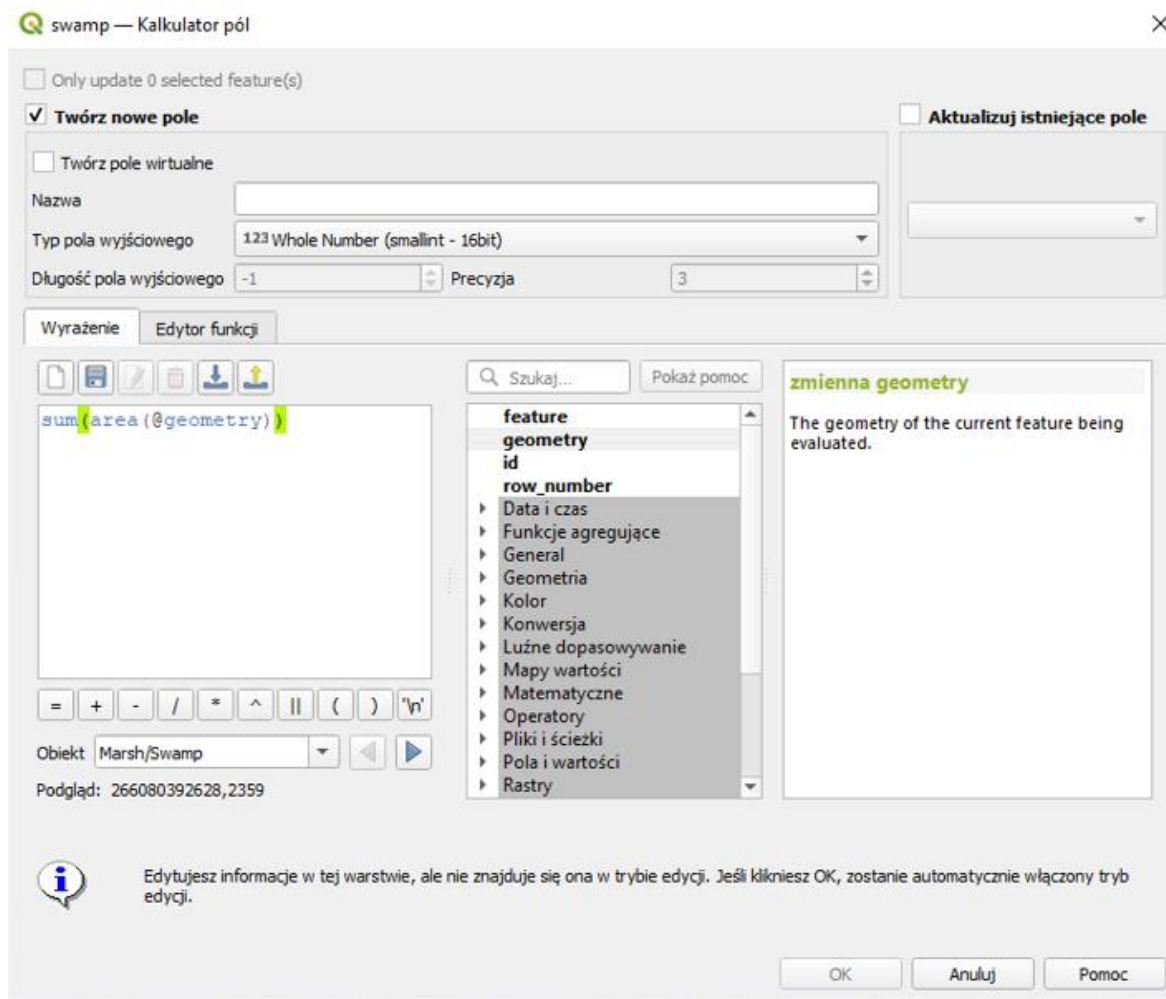 swamp — Kalkulator pól
Only update 0 selected feature(s)
Twórz nowe pole
Aktualizuj istniejące pole
Twórz pole wirtualne
Nazwa
Typ pola wyjściowego 123 Whole Number (smallint - 16bit)
Długość pola wyjściowego -1 Precyzja 3
Wyrażenie Edytor funkcji
Szukaj... Pokaż pomoc
sum(area(@geometry))
feature
geometry
id
row_number
Data i czas
Funkcje agregujące
General
Geometria
Kolor
Konwersja
Luźne dopasowywanie
Mapy wartości
Matematyczne
Operatory
Pliki i ścieżki
Pola i wartości
Rastry
zmienna geometry
The geometry of the current feature being
evaluated.
= + - / * ^ || ( ) '\n'
Obiekt Marsh/Swamp
Podgląd: 266080392628,2359
Edytujesz informacje w tej warstwie, ale nie znajduje się ona w trybie edycji. Jeśli klikniesz OK, zostanie automatycznie włączony tryb
edycji.
OK Anuluj Pomoc